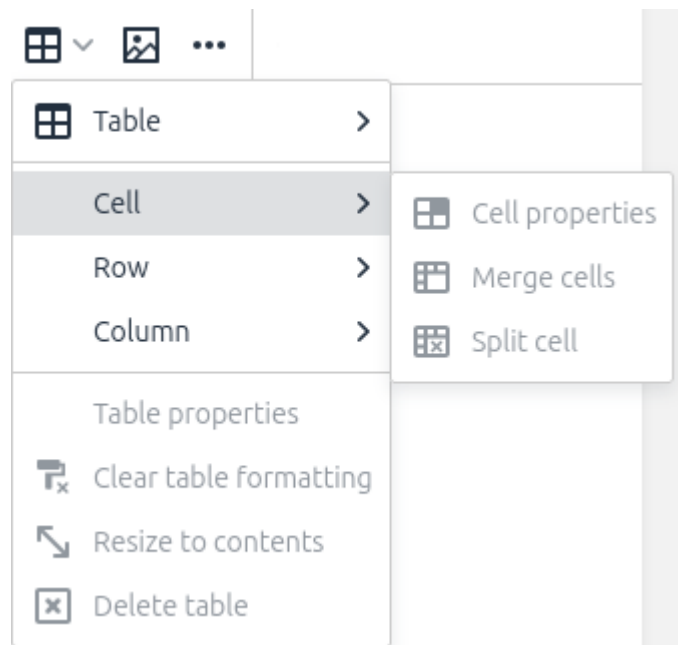 Table
Cell
Cell properties
Row
Merge cells
Column
Split cell
Table properties
Clear table formatting
Resize to contents
Delete table